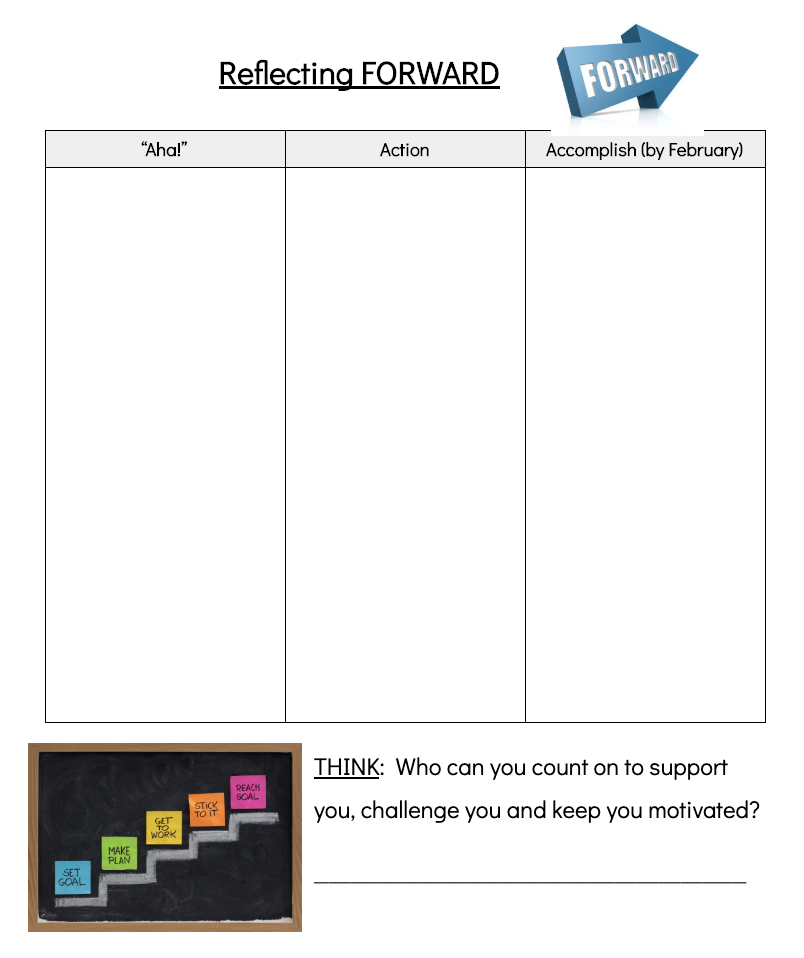 Reflecting FORWARD
FORWARD
“Aha!”
Action
Accomplish (by February)
REACH
GOAL
STICK
TO IT
GET
TO
WORK
MAKE
PLAN
SET
GOAL
THINK:  Who can you count on to support
you, challenge you and keep you motivated?